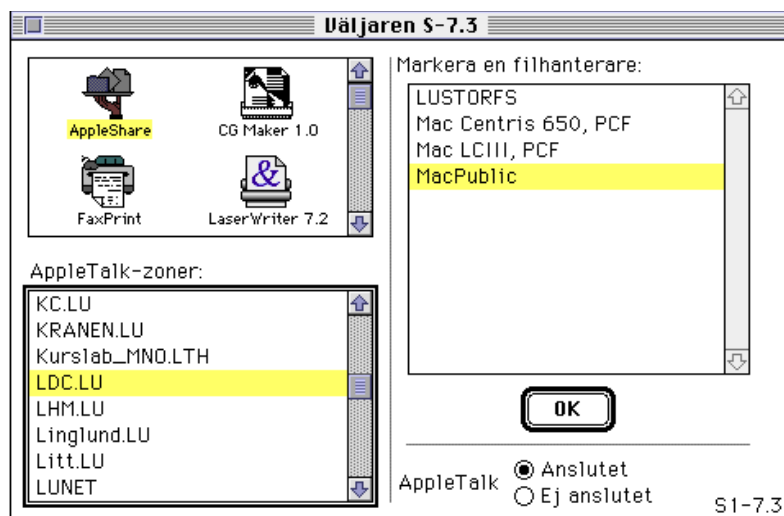 Väljaren S-7.3
AppleShare
CG Maker 1.0
FaxPrint
LaserWriter 7.2
AppleTalk-zoner:
KC.LU
KRANEN.LU
Kurslab_MNO.LTH
LDC.LU
LHM.LU
Linglund.LU
Litt.LU
LUNET
Markera en filhanterare:
LUSTORFS
Mac Centris 650, PCF
Mac LCIII, PCF
MacPublic
OK
AppleTalk
Anslutet
Ej anslutet
S1-7.3